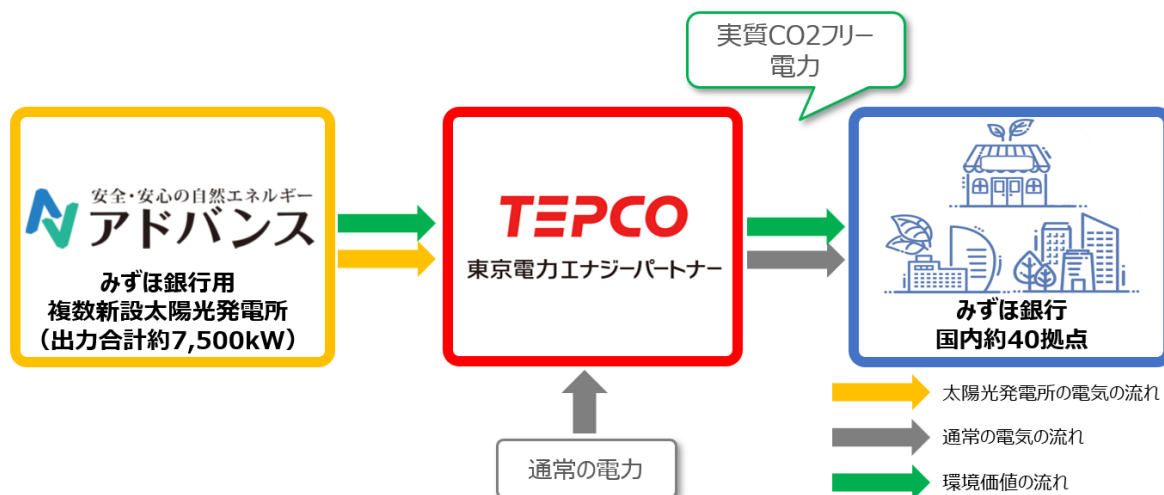 実質CO2フリー
電力
安全・安心の自然エネルギー
アドバンス
みずほ銀行用
複数新設太陽光発電所
（出力合計約7,500kW）
TEPCO
東京電力エナジーパートナー
みずほ銀行
国内約40拠点
通常の電力
太陽光発電所の電気の流れ
通常の電気の流れ
環境価値の流れ